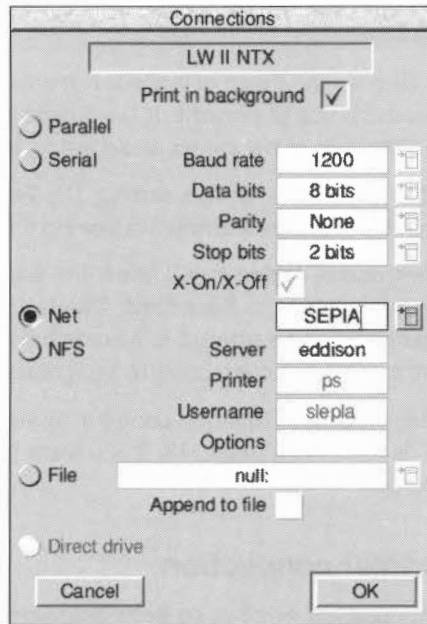 Connections
LW II NTX
Print in background
Parallel
Serial Baud rate 1200
Data bits 8 bits
Parity None
Stop bits 2 bits
X-On/X-Off
Net SEPIA
NFS Server eddison
Printer ps
Username slepla
Options
File null:
Append to file
Direct drive
Cancel OK